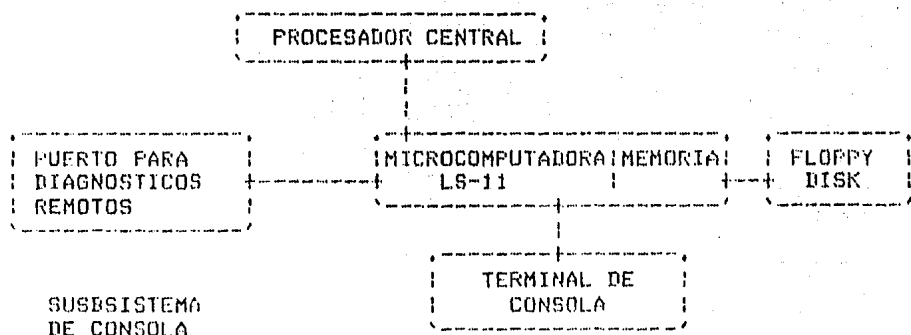 PROCESADOR CENTRAL
PUERTO PARA
DIAGNOSTICOS
REMOTOS
MICROCOMPUTADORA MEMORIA
LS-11
FLOPPY
DISK
TERMINAL DE
CONSOLA
SUSBSISTEMA
DE CONSOLA